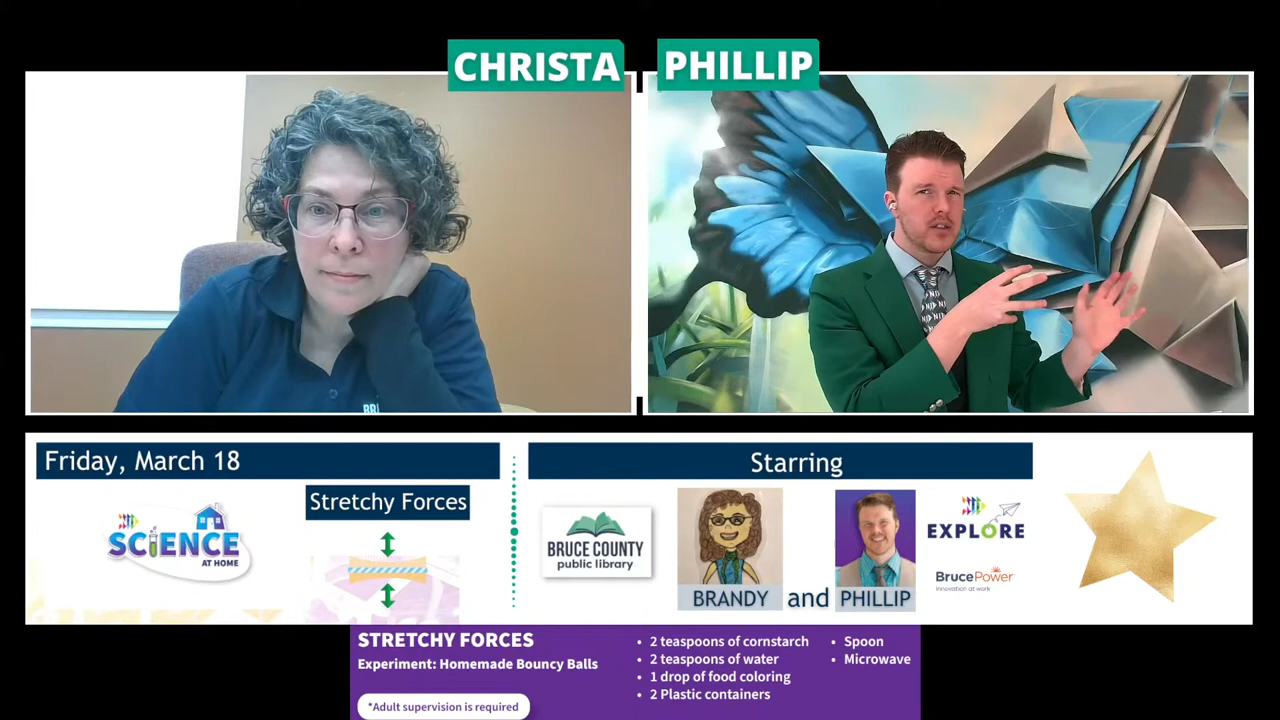 CHRISTA
PHILLIP
Friday, March 18
SCIENCE
AT HOME
Stretchy Forces
Starring
BRUCE COUNTY
public library
BRANDY and PHILLIP
EXPLORE
BrucePower
Innovation at work
STRETCHY FORCES
Experiment: Homemade Bouncy Balls
*Adult supervision is required
• 2 teaspoons of cornstarch
• 2 teaspoons of water
• 1 drop of food coloring
• 2 Plastic containers
• Spoon
• Microwave